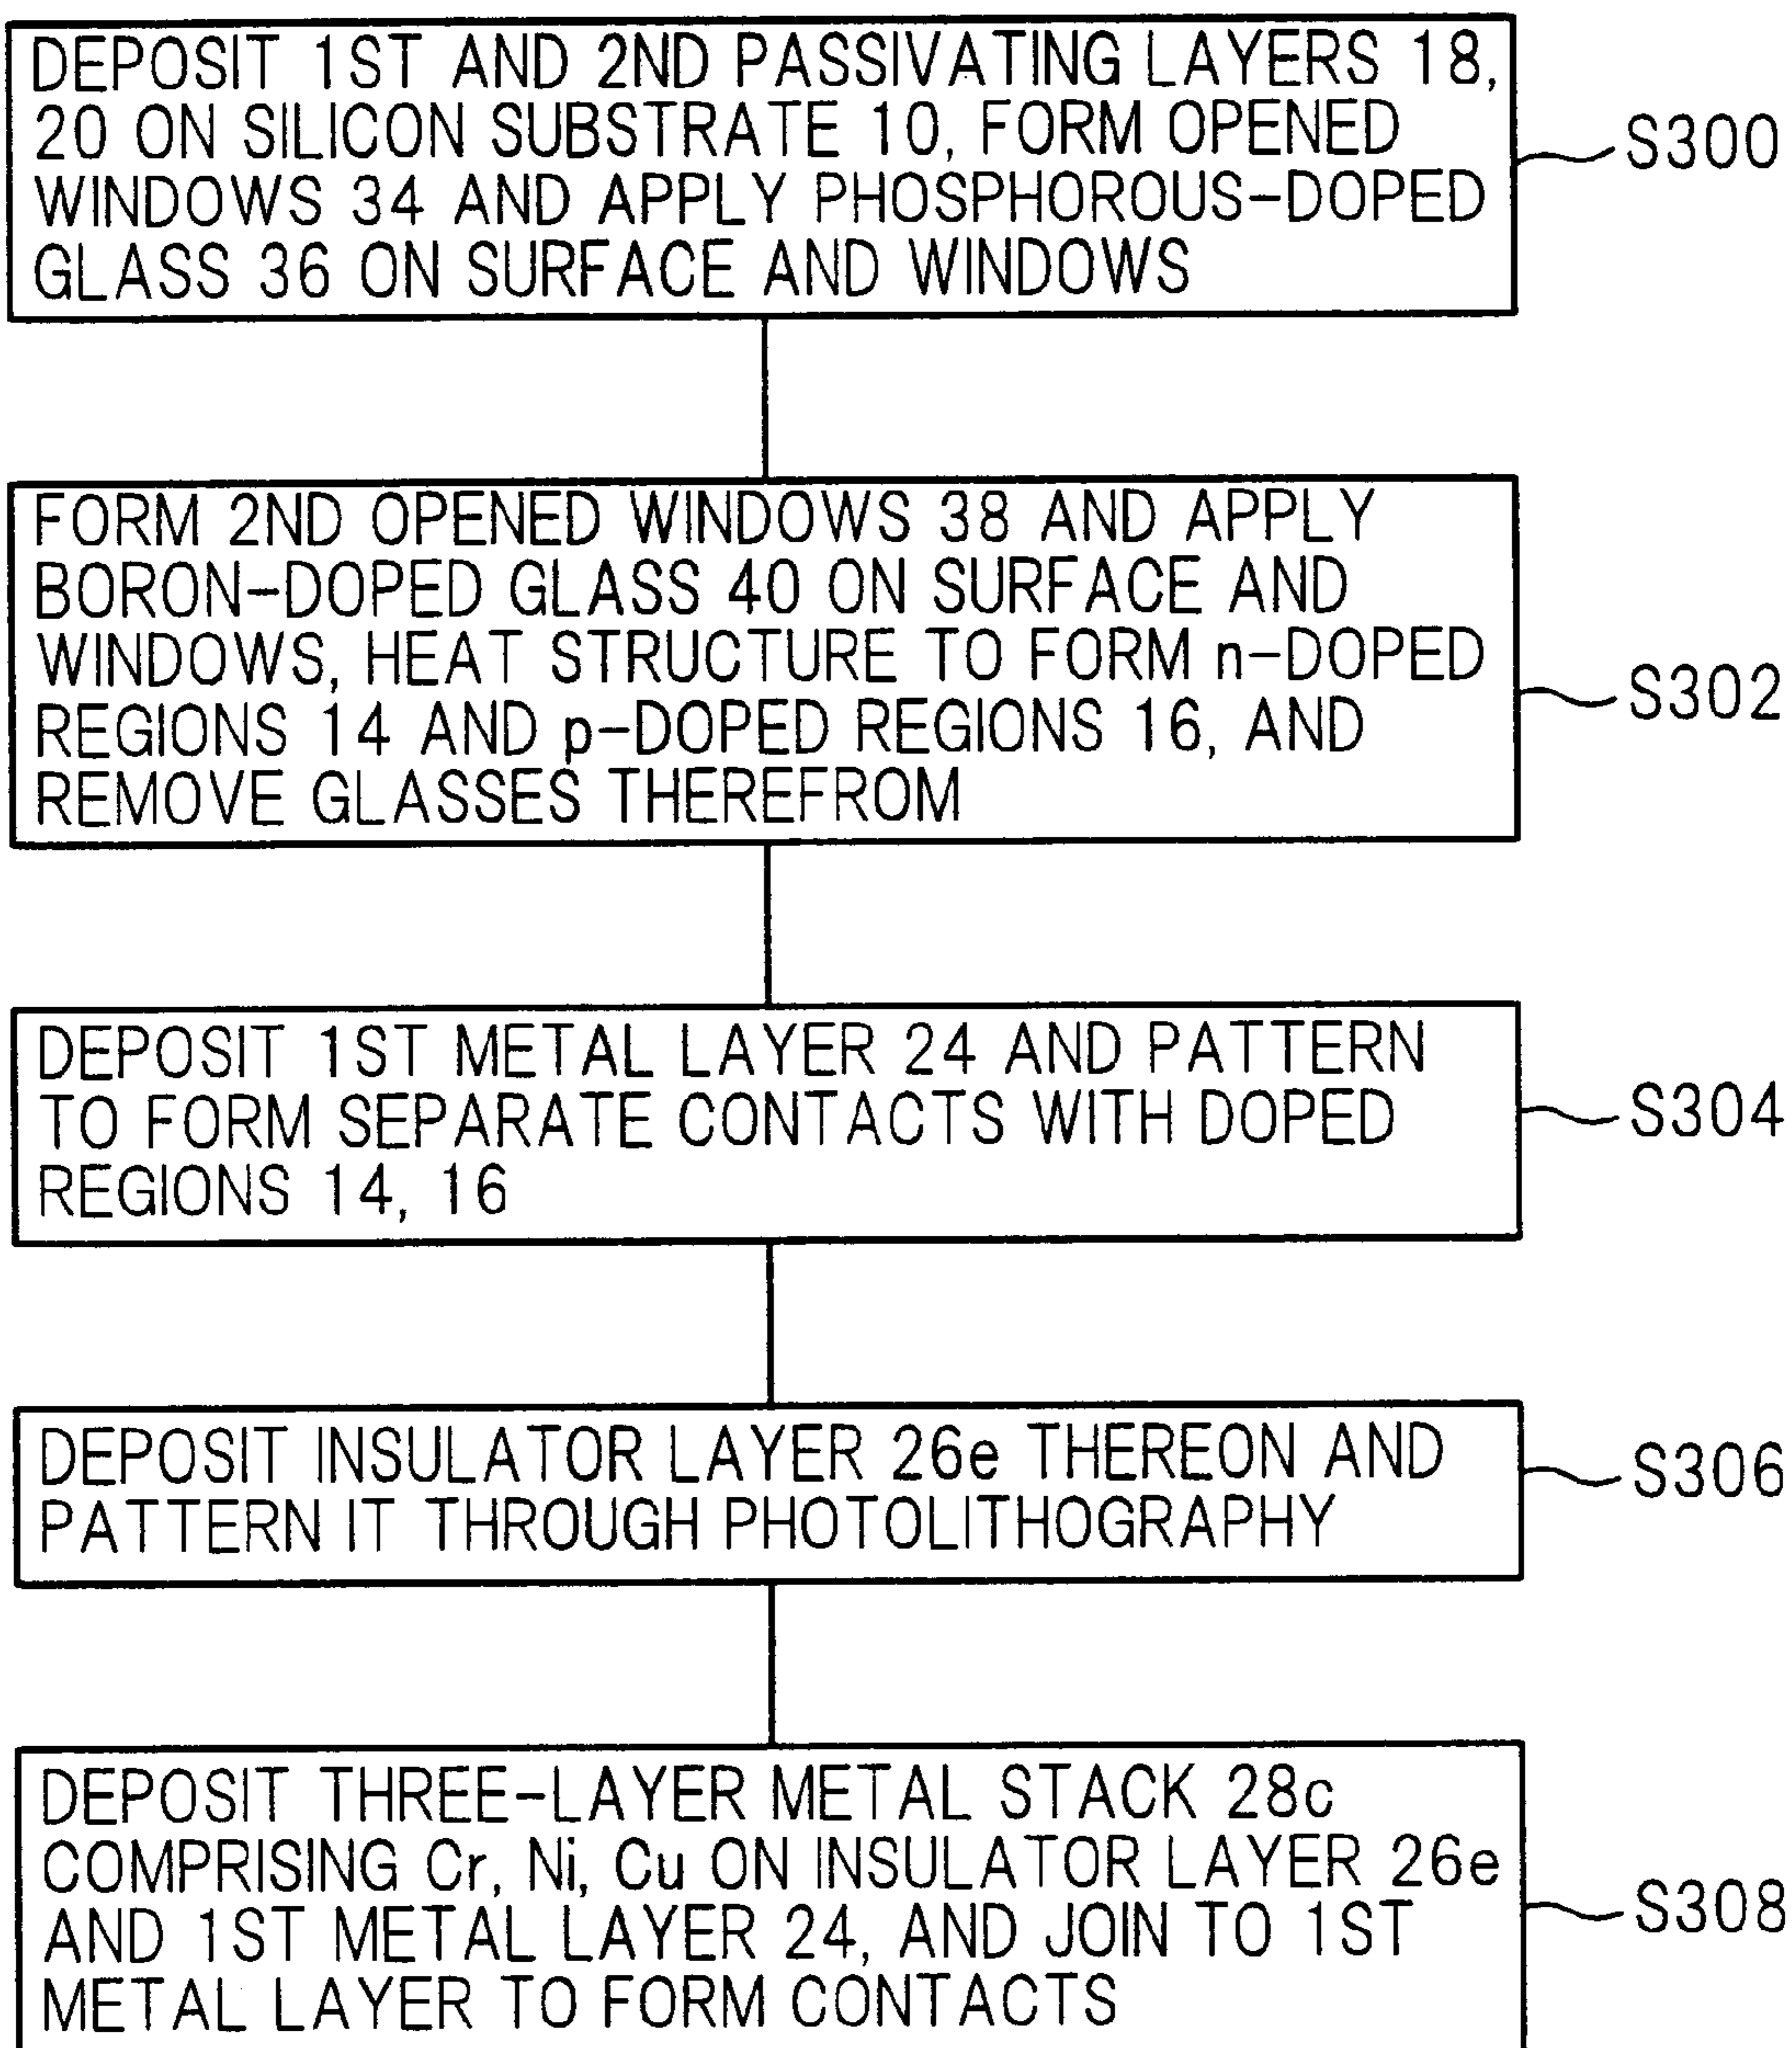 DEPOSIT 1ST AND 2ND PASSIVATING LAYERS 18,
20 ON SILICON SUBSTRATE 10, FORM OPENED
WINDOWS 34 AND APPLY PHOSPHOROUS-DOPED
GLASS 36 ON SURFACE AND WINDOWS
S300
FORM 2ND OPENED WINDOWS 38 AND APPLY
BORON-DOPED GLASS 40 ON SURFACE AND
WINDOWS, HEAT STRUCTURE TO FORM n-DOPED
REGIONS 14 AND p-DOPED REGIONS 16, AND
REMOVE GLASSES THEREFROM
S302
DEPOSIT 1ST METAL LAYER 24 AND PATTERN
TO FORM SEPARATE CONTACTS WITH DOPED
REGIONS 14, 16
S304
DEPOSIT INSULATOR LAYER 26e THEREON AND
PATTERN IT THROUGH PHOTOLITHOGRAPHY
S306
DEPOSIT THREE-LAYER METAL STACK 28c
COMPRISING Cr, Ni, Cu ON INSULATOR LAYER 26e
AND 1ST METAL LAYER 24, AND JOIN TO 1ST
METAL LAYER TO FORM CONTACTS
S308